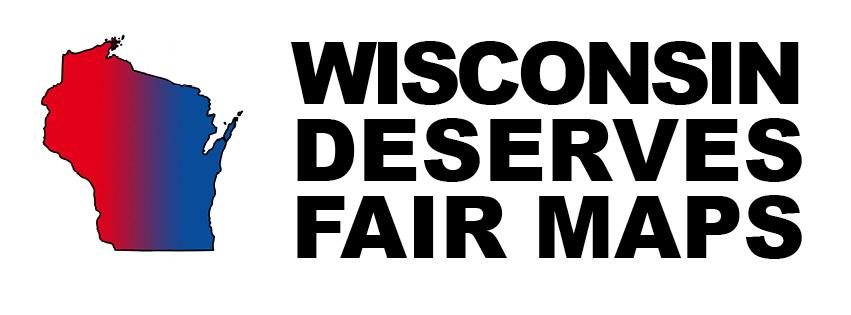 WISCONSIN
DESERVES
FAIR MAPS